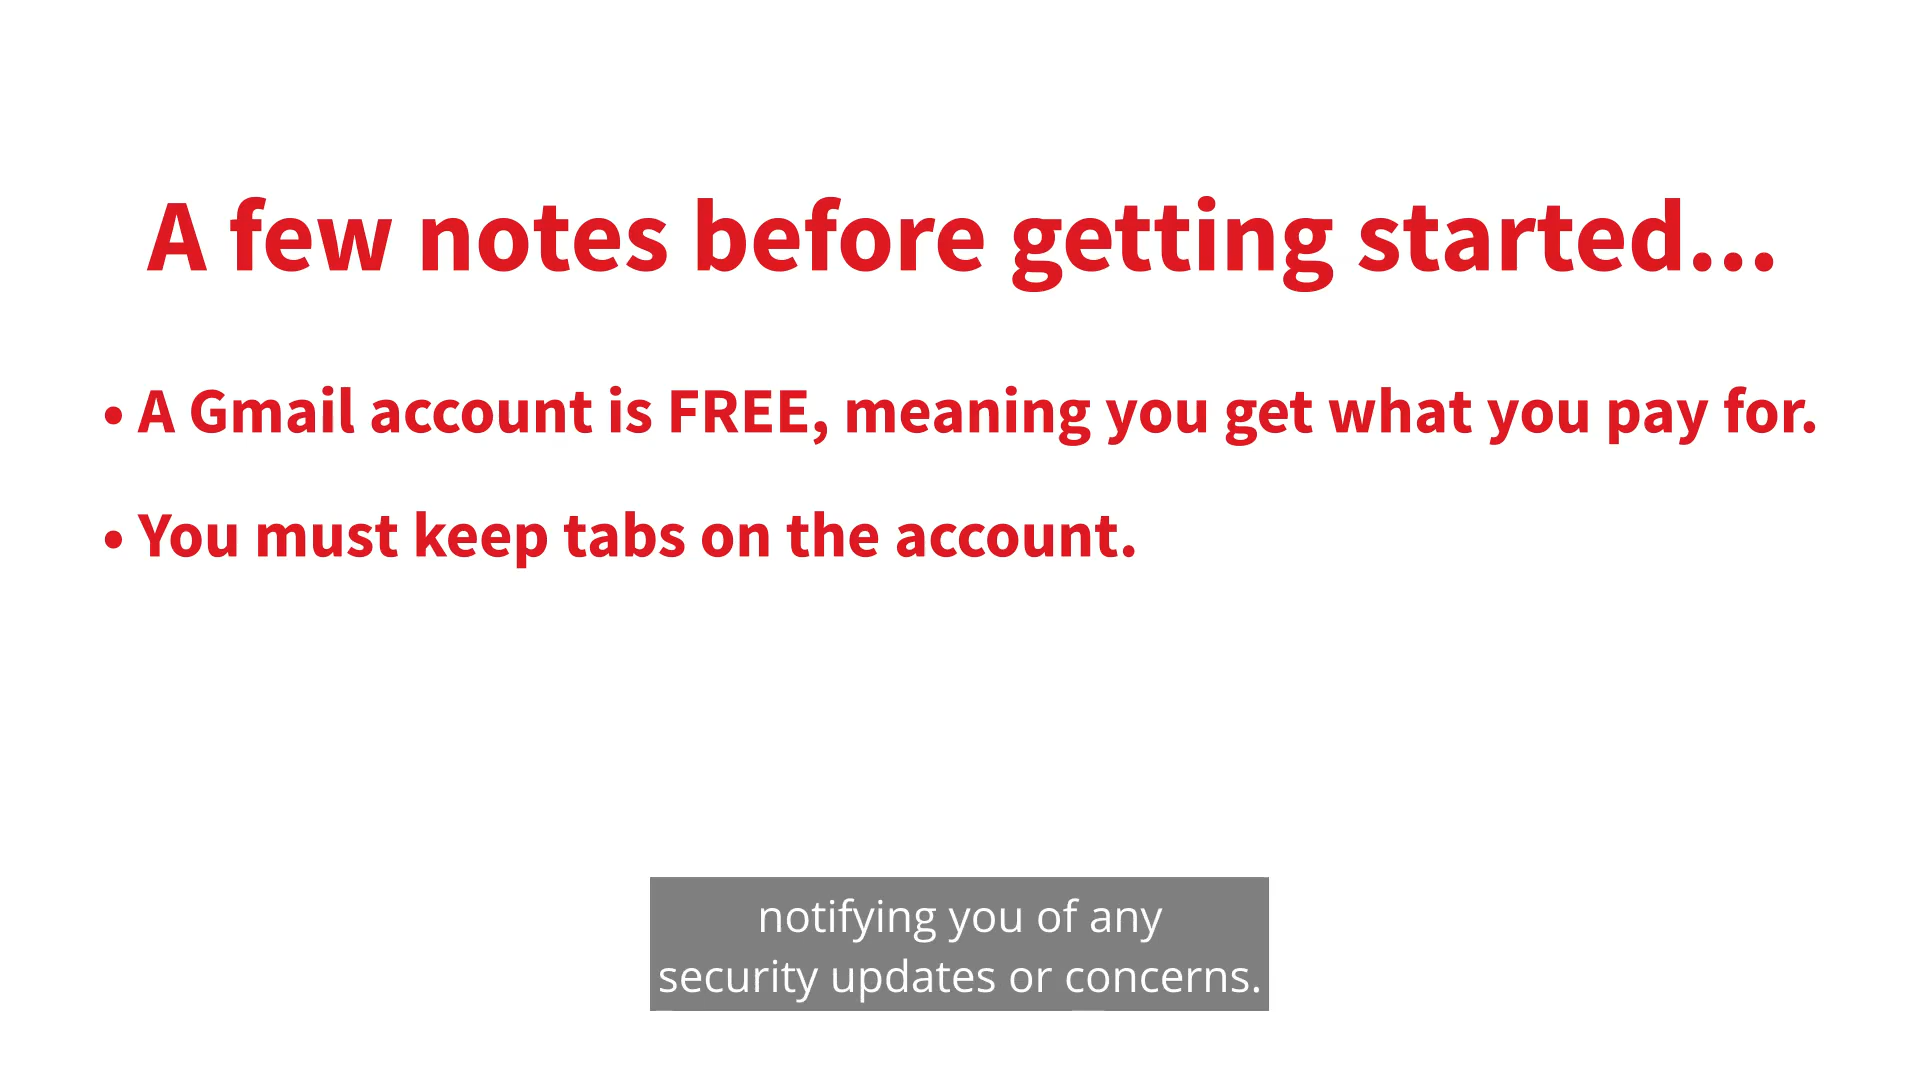 A few notes before getting started...
• A Gmail account is FREE, meaning you get what you pay for.
• You must keep tabs on the account.
notifying you of any
security updates or concerns.